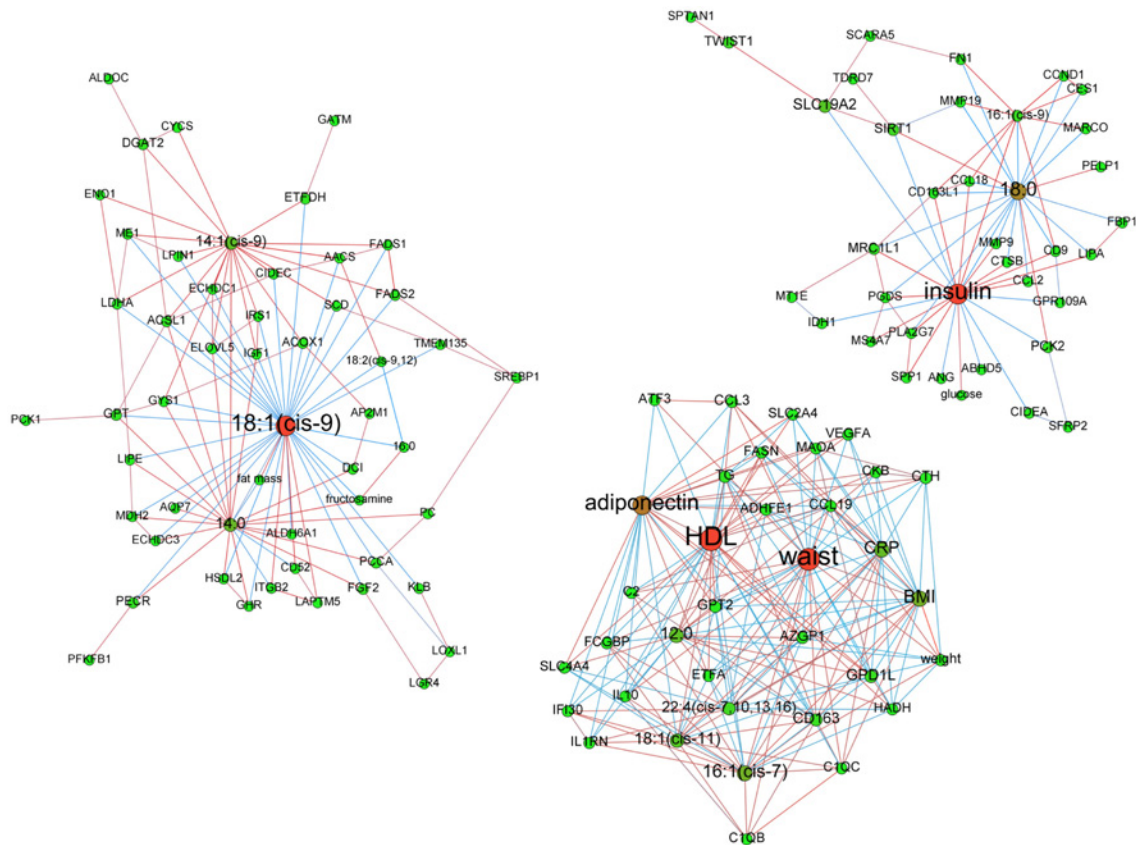 ALDOC
CYCS
DGAT2
GATM
ENO1
ETFDH
ME1
14:1(cis-9)
FADS1
LPIN1
AACS
CIDEC
ECHDC1
FADS2
LDHA
SCD
ACSL1
IRS1
ELOVL5
IGF1
ACOX1
TMEM135
18:2(cis-9,12)
SREBP1
GYS1
PCK1
GPT
AP2M1
18:1(cis-9)
16:0
LIPE
DCI
fat mass
fructosamine
AQP7
MDH2
14:0
PC
ECHDC3
ALDH6A1
PCCA
CD52
HSDL2
ITGB2
FGF2
KLB
PECR
GHR
LAPTM5
LOXL1
PFKFB1
LGR4
SPTAN1
TWIST1
SCARA5
FN1
TDRD7
CCND1
CES1
SLC19A2
MMP19
16:1(cis-9)
SIRT1
MARCO
PELP1
CCL18
CD163L1
18:0
FBP1
MRC1L1
MMP9
CD9
LIPA
CTSB
CCL2
MT1E
PGDS
insulin
GPR109A
IDH1
MS4A7
PLA2G7
PCK2
SPP1
ANG
ABHD5
glucose
CIDEA
SFRP2
ATF3
CCL3
SLC2A4
VEGFA
FASN
MAOA
TG
CKB
CTH
adiponectin
ADHFE1
CCL19
HDL
waist
CRP
C2
GPT2
BMI
12:0
AZGP1
FCGBP
weight
SLC4A4
ETFA
GPD1L
IL10
IFI30
22:4(cis-7,10,13,16)
HADH
CD163
IL1RN
18:1(cis-11)
16:1(cis-7)
C1QC
C1QB